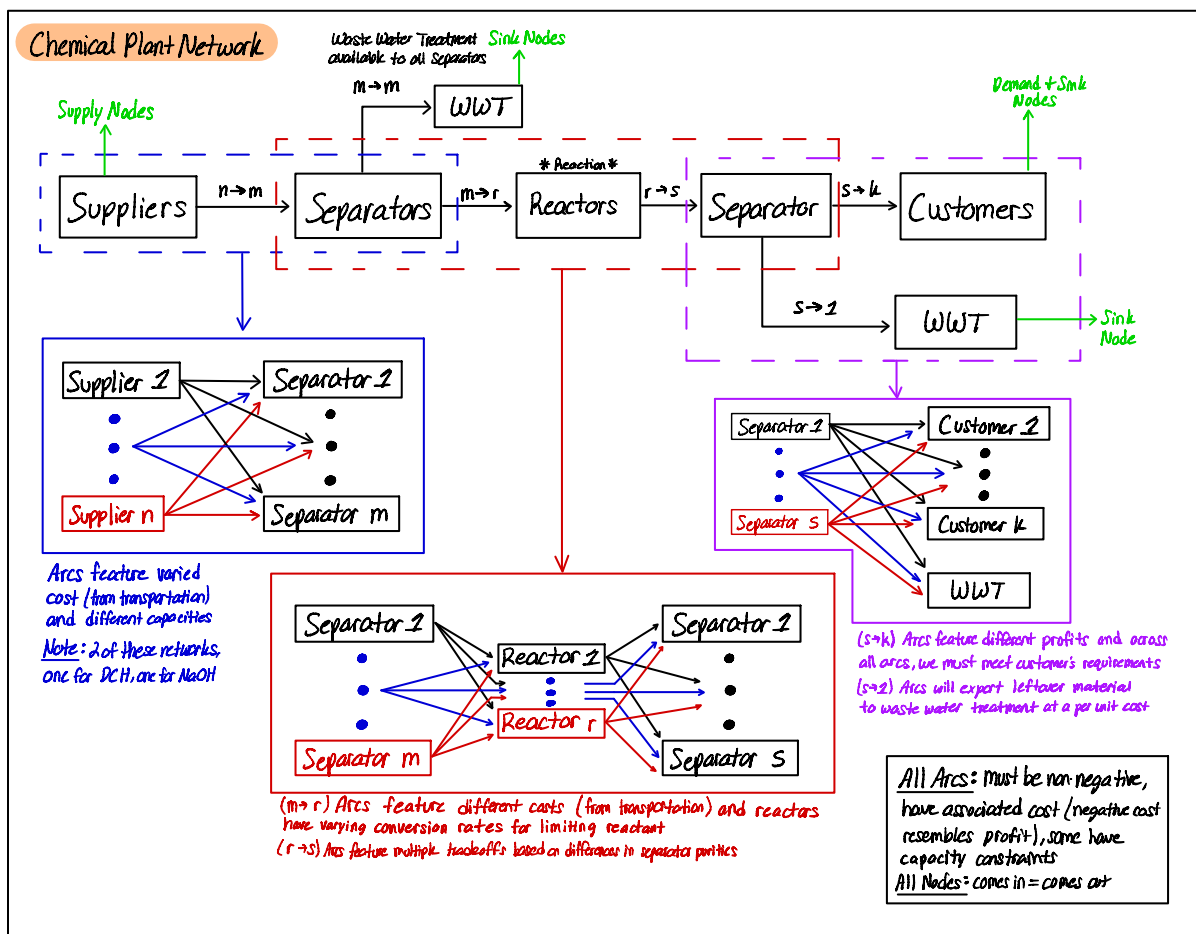 Chemical Plant Network
Waste Water Treatment
available to all Separators
Sink Nodes
m→m
WWT
Supply Nodes
Demand + Sink
Nodes
* Reaction *
Suppliers
n→m
Separators
m→r
Reactors
r→s
Separator
s→k
Customers
s→1
WWT
Sink
Node
Supplier 1
Separator 1
Supplier n
Separator m
Arcs feature varied
cost (from transportation)
and different capacities
Note: 2 of these networks,
one for DCH, one for NaOH
Separator 1
Customer 1
Separator s
Customer k
WWT
(s→k) Arcs feature different profits and across
all arcs, we must meet customer's requirements
(s→1) Arcs will export leftover material
to waste water treatment at a per unit cost
Separator 1
Separator 1
Reactor 1
Reactor r
Separator m
Separator s
(m→r) Arcs feature different costs (from transportation) and reactors
have varying conversion rates for limiting reactant
(r→s) Arcs feature multiple tradeoffs based on differences in separator purities
All Arcs: must be non-negative,
have associated cost (negative cost
resembles profit), some have
capacity constraints
All Nodes: comes in = comes out